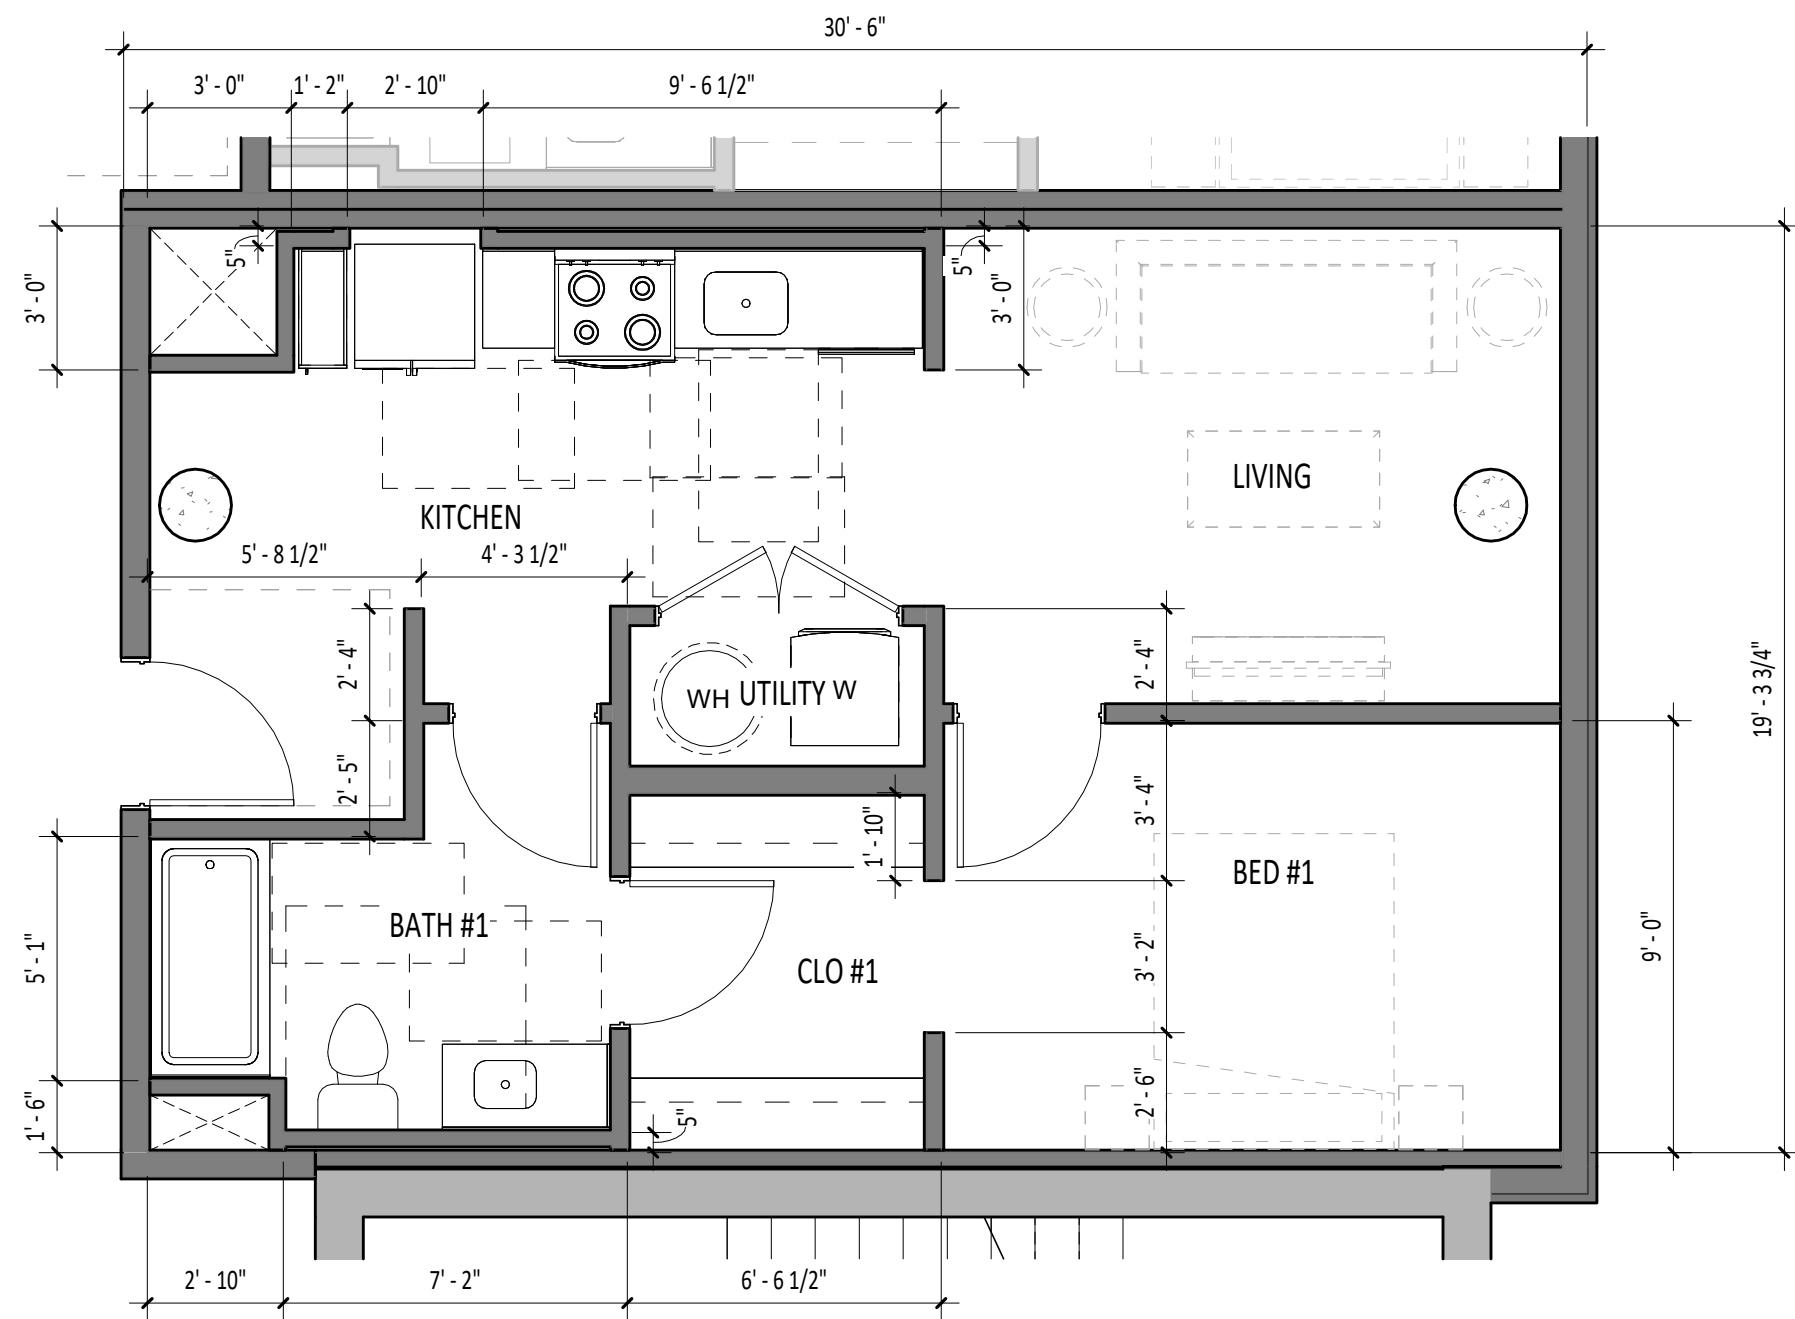 30' - 6"
3' - 0"
1' - 2"
2' - 10"
9' - 6 1/2"
3' - 0"
5"
5"
3' - 0"
LIVING
KITCHEN
5' - 8 1/2"
4' - 3 1/2"
2' - 4"
2' - 4"
19' - 3 3/4"
WH
UTILITY
W
2' - 5"
3' - 4"
1' - 10"
BED #1
BATH #1
5' - 1"
CLO #1
3' - 2"
9' - 0"
1' - 6"
5"
2' - 6"
2' - 10"
7' - 2"
6' - 6 1/2"